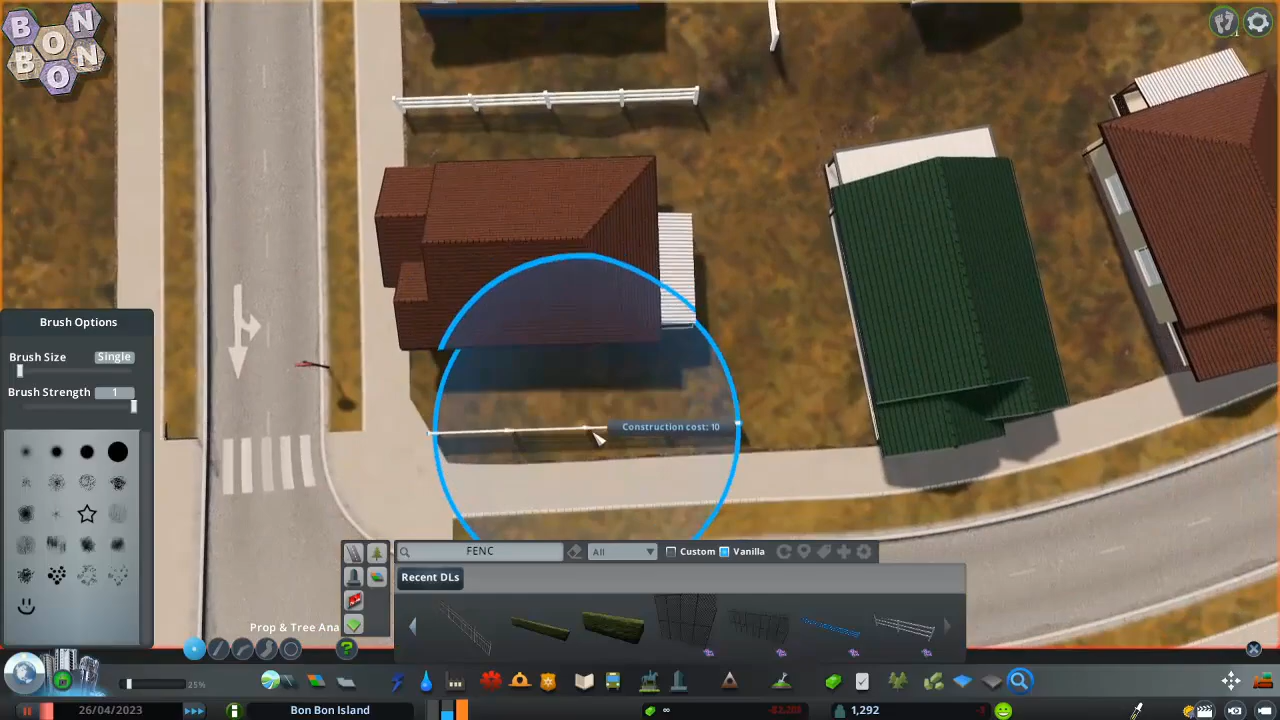 BON
BON
Brush Options
Brush Size Single
Brush Strength 1
Construction cost: 10
FENC
All
Custom Vanilla
Recent DLs
Prop & Tree Ana
25%
26/04/2023
Bon Bon Island
∞
1,292